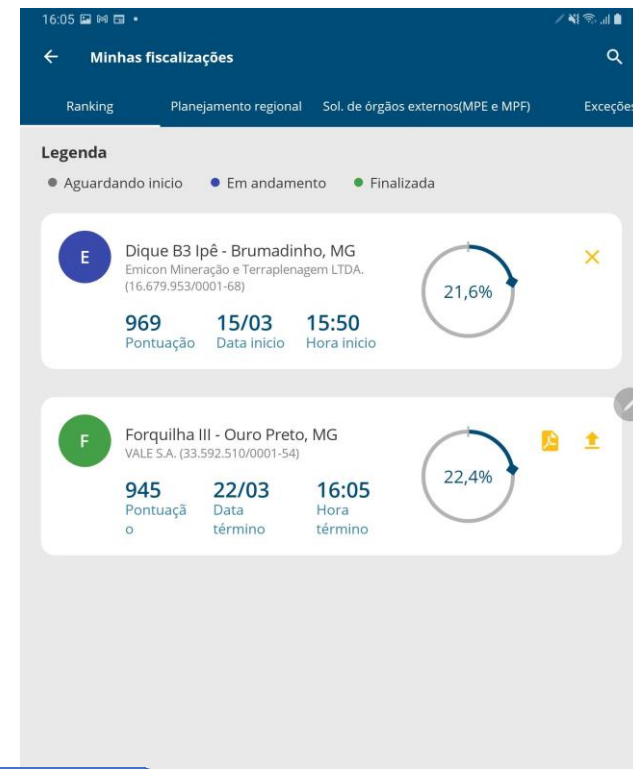 16:05
Minhas fiscalizações
Ranking Planejamento regional Sol. de órgãos externos(MPE e MPF) Exceções
Legenda
Aguardando inicio Em andamento Finalizada
E
Dique B3 Ipê - Brumadinho, MG
Emicon Mineração e Terraplenagem LTDA.
(16.679.953/0001-68)
969 15/03 15:50
Pontuação Data inicio Hora inicio
21,6%
F
Forquilha III - Ouro Preto, MG
VALE S.A. (33.592.510/0001-54)
945 22/03 16:05
Pontuaçã Data Hora
o término término
22,4%